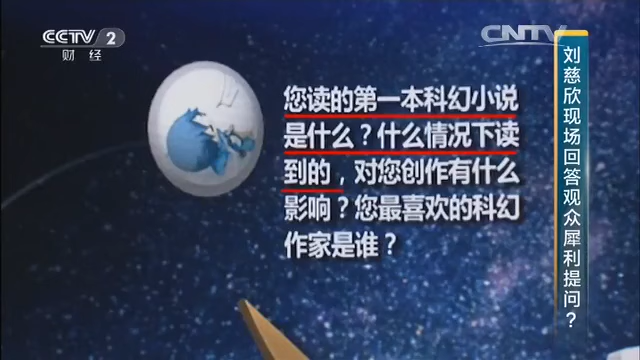 CCTV 2
财经
CNTV
您读的第一本科幻小说
是什么？什么情况下读
到的，对您创作有什么
影响？您最喜欢的科幻
作家是谁？
刘慈欣现场回答观众犀利提问？